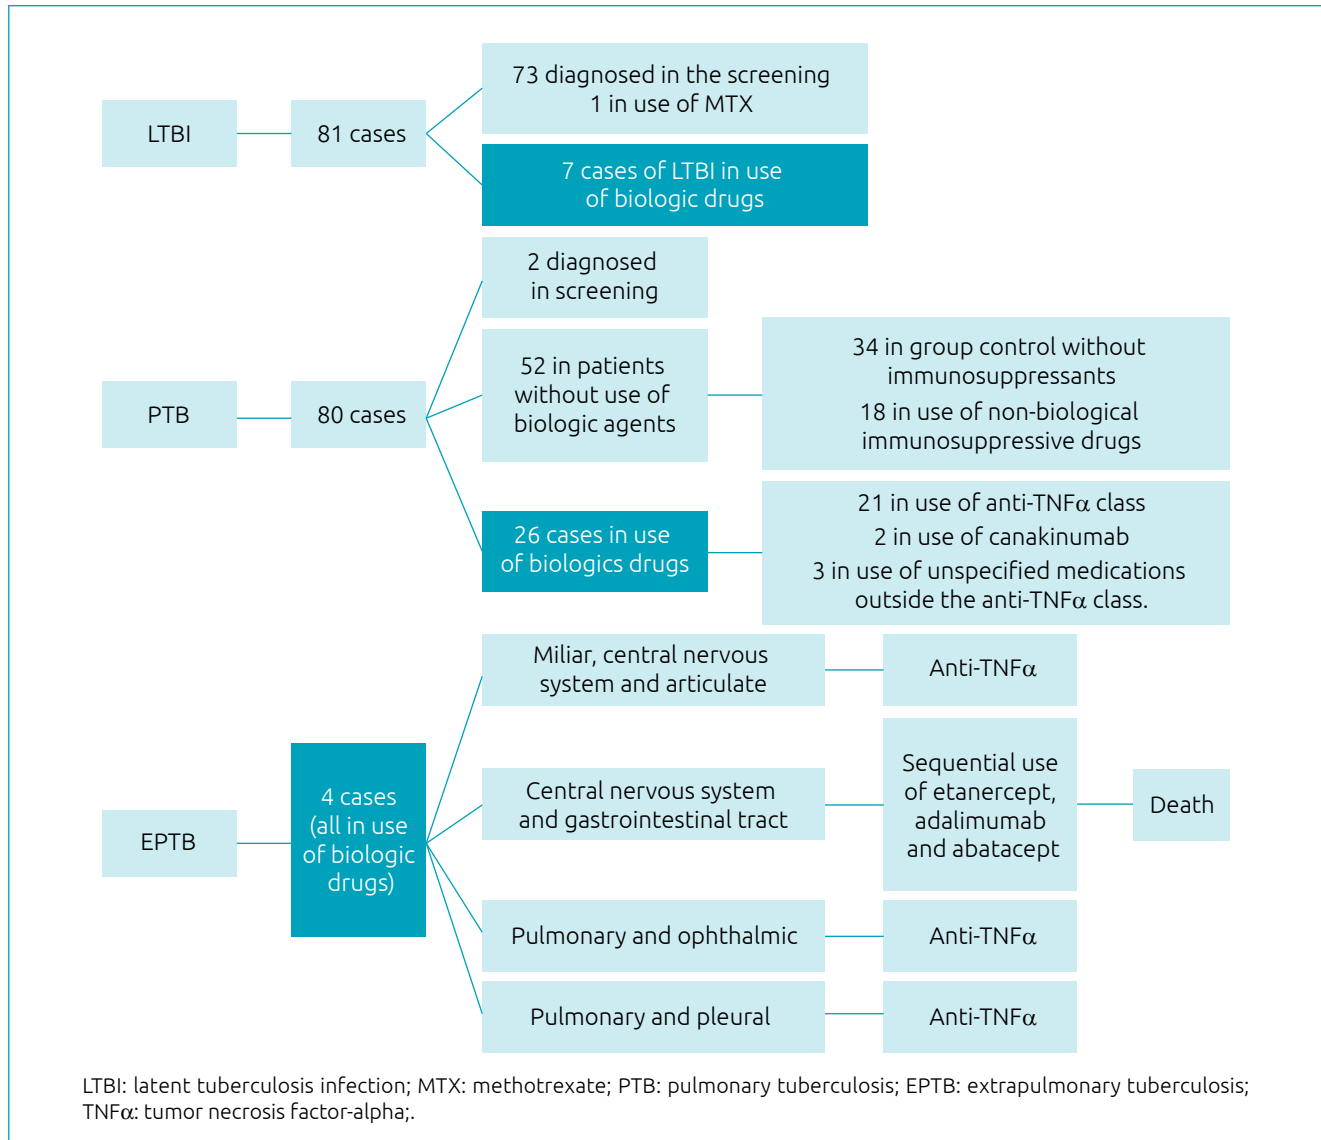 LTBI
81 cases
73 diagnosed in the screening
1 in use of MTX
7 cases of LTBI in use
of biologic drugs
PTB
80 cases
2 diagnosed
in screening
52 in patients
without use of
biologic agents
34 in group control without
immunosuppressants
18 in use of non-biological
immunosuppressive drugs
26 cases in use
of biologics drugs
21 in use of anti-TNFα class
2 in use of canakinumab
3 in use of unspecified medications
outside the anti-TNFα class.
EPTB
4 cases
(all in use
of biologic
drugs)
Miliar, central nervous
system and articulate
Anti-TNFα
Central nervous system
and gastrointestinal tract
Sequential use
of etanercept,
adalimumab
and abatacept
Death
Pulmonary and ophthalmic
Anti-TNFα
Pulmonary and pleural
Anti-TNFα
LTBI: latent tuberculosis infection; MTX: methotrexate; PTB: pulmonary tuberculosis; EPTB: extrapulmonary tuberculosis;
TNFα: tumor necrosis factor-alpha;.